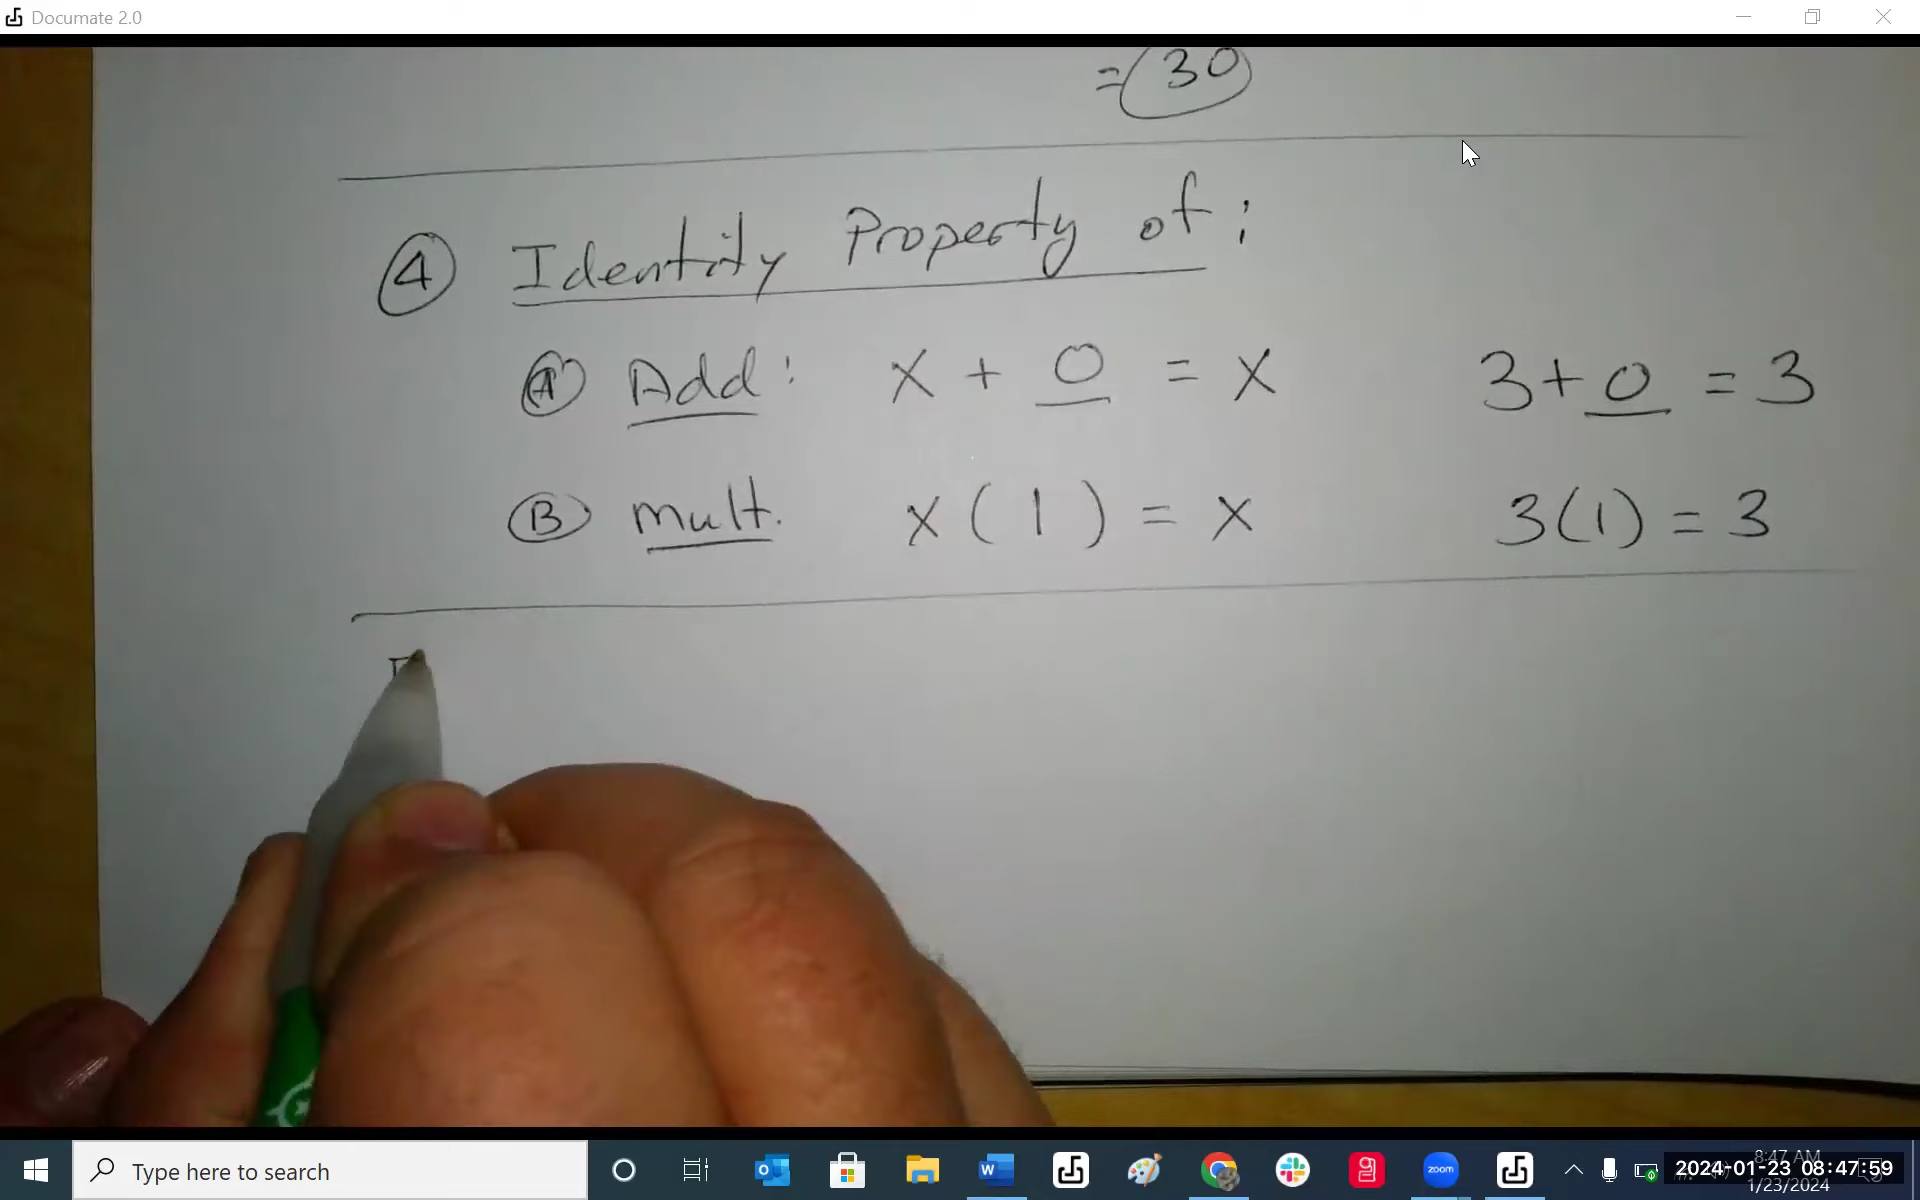 Documate 2.0
= 30
4 Identity Property of:
A Add: x + 0 = x 3 + 0 = 3
B Mult. x ( 1 ) = x 3(1) = 3
Type here to search
zoom
8:47 AM
2024-01-23 08:47:59
1/23/2024